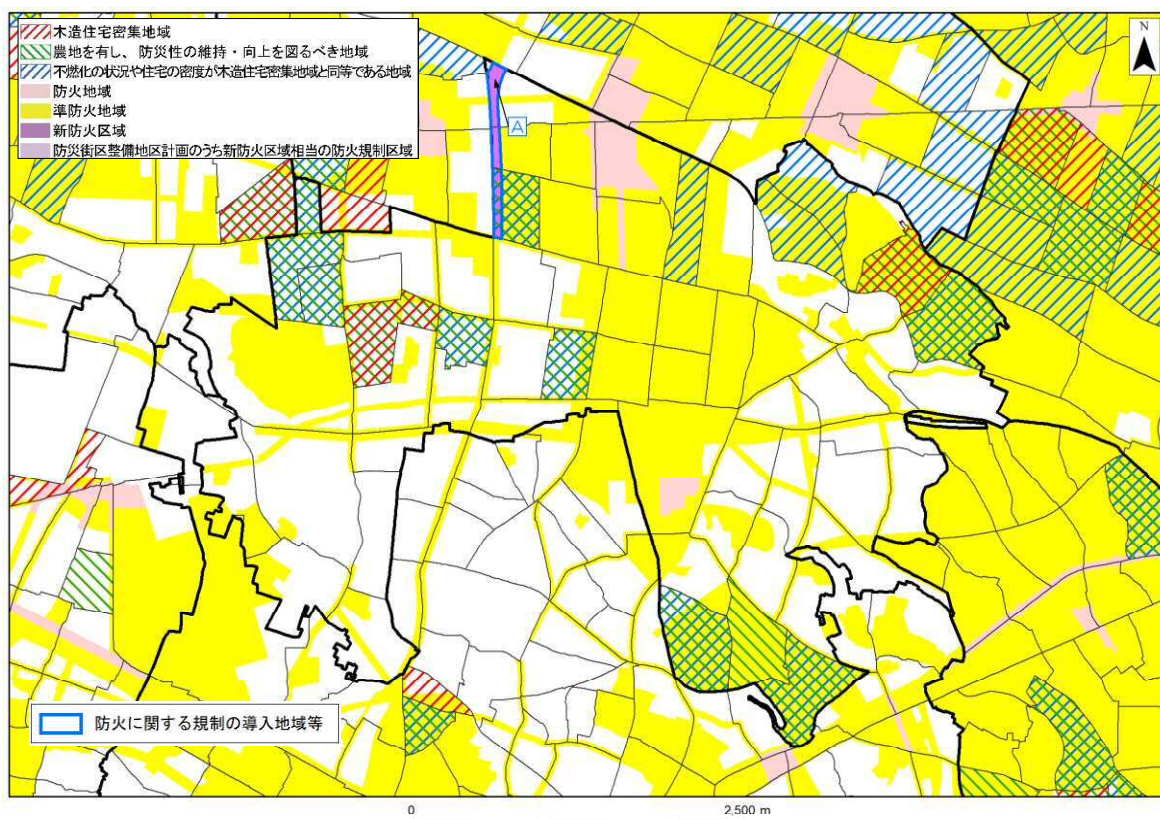 木造住宅密集地域
農地を有し、防災性の維持・向上を図るべき地域
不燃化の状況や住宅の密度が木造住宅密集地域と同等である地域
防火地域
準防火地域
新防火区域
防災街区整備地区計画のうち新防火区域相当の防火規制区域
N
A
防火に関する規制の導入地域等
0 2,500 m